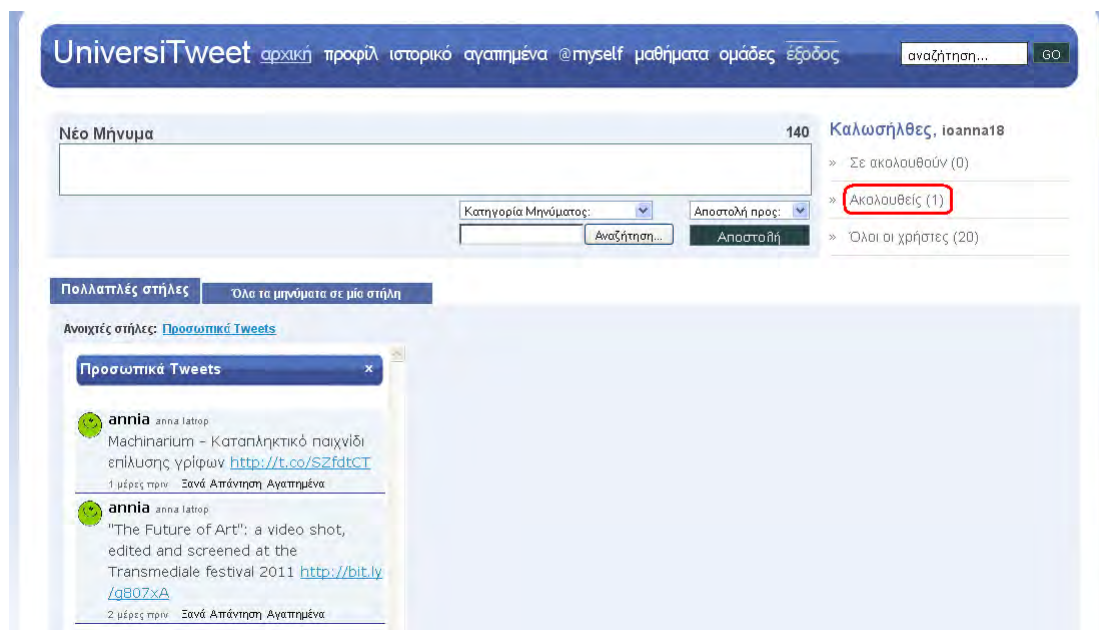 UniversiTweet αρχική προφίλ ιστορικό αγαπημένα @myself μαθήματα ομάδες έξοδος αναζήτηση... GO
Νέο Μήνυμα 140
Καλωσήλθες, ioanna18
» Σε ακολουθούν (0)
» Ακολουθείς (1)
Κατηγορία Μηνύματος: Αποστολή προς:
Αναζήτηση... Αποστολή
» Όλοι οι χρήστες (20)
Πολλαπλές στήλες Όλα τα μηνύματα σε μία στήλη
Ανοιχτές στήλες: Προσωπικά Tweets
Προσωπικά Tweets ×
annia anna latrop
Machinarium – Καταπληκτικό παιχνίδι
επίλυσης γρίφων http://t.co/SZfdtCT
1 μέρες πριν Ξανά Απάντηση Αγαπημένα
annia anna latrop
"The Future of Art": a video shot,
edited and screened at the
Transmediale festival 2011 http://bit.ly
/g807xA
2 μέρες πριν Ξανά Απάντηση Αγαπημένα